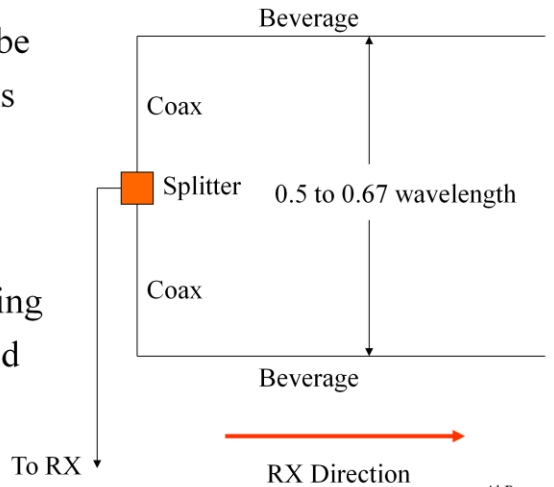 Beverage
be
s
Coax
Splitter
0.5 to 0.67 wavelength
Coax
ing
d
Beverage
To RX
RX Direction